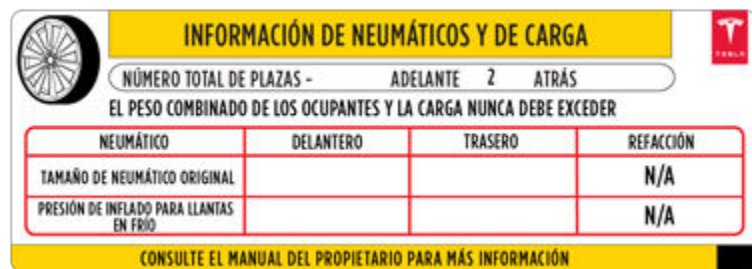 INFORMACIÓN DE NEUMÁTICOS Y DE CARGA
TESLA
NÚMERO TOTAL DE PLAZAS - ADELANTE 2 ATRÁS
EL PESO COMBINADO DE LOS OCUPANTES Y LA CARGA NUNCA DEBE EXCEDER
NEUMÁTICO DELANTERO TRASERO REFACCIÓN
TAMAÑO DE NEUMÁTICO ORIGINAL N/A
PRESIÓN DE INFLADO PARA LLANTAS
EN FRÍO N/A
CONSULTE EL MANUAL DEL PROPIETARIO PARA MÁS INFORMACIÓN